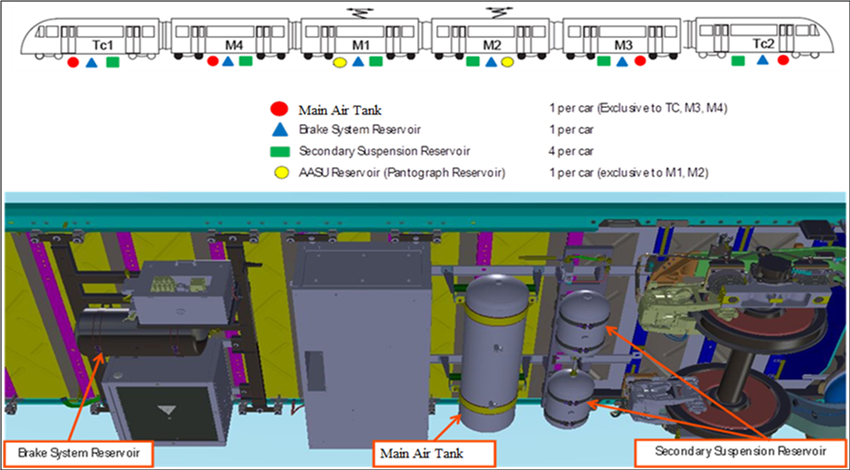 Tc1 M4 M1 M2 M3 Tc2
Main Air Tank 1 per car (Exclusive to TC, M3, M4)
Brake System Reservoir 1 per car
Secondary Suspension Reservoir 4 per car
AASU Reservoir (Pantograph Reservoir) 1 per car (exclusive to M1, M2)
Brake System Reservoir Main Air Tank Secondary Suspension Reservoir